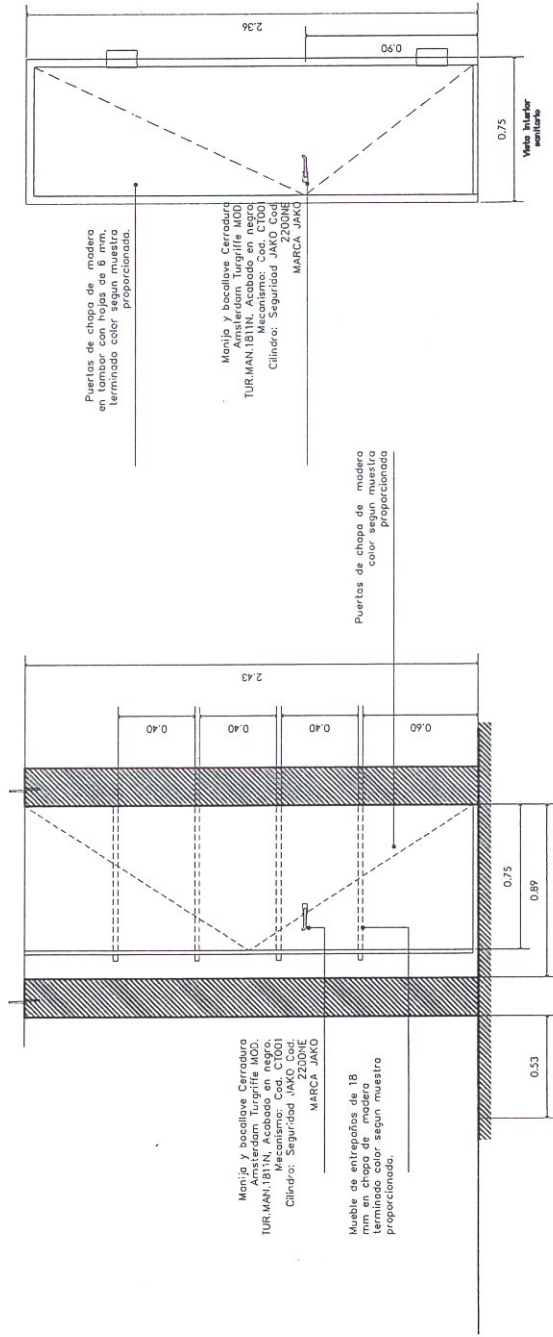 Manija y bocallave Cerradura
Amsterdam Turgriffe MOD.
TUR.MAN.1811N, Acabado en negro.
Mecanismo: Cod. CT001
Cilindro: Seguridad JAKO Cod.
2200NE
MARCA JAKO
Mueble de entrepaños de 18
mm en chapa de madera
terminado color segun muestra
proporcionada.
0.53
0.89
0.75
0.60
0.40
0.40
0.40
2.43
Puertas de chapa de madera
color segun muestra
proporcionada
Puertas de chapa de madera
en tambor con hojas de 6 mm,
terminado color segun muestra
proporcionada.
Manija y bocallave Cerradura
Amsterdam Turgriffe MOD.
TUR.MAN.1811N, Acabado en negro.
Mecanismo: Cod. CT001
Cilindro: Seguridad JAKO Cod.
2200NE
MARCA JAKO
2.36
0.90
0.75
Vista Interior
sanitario